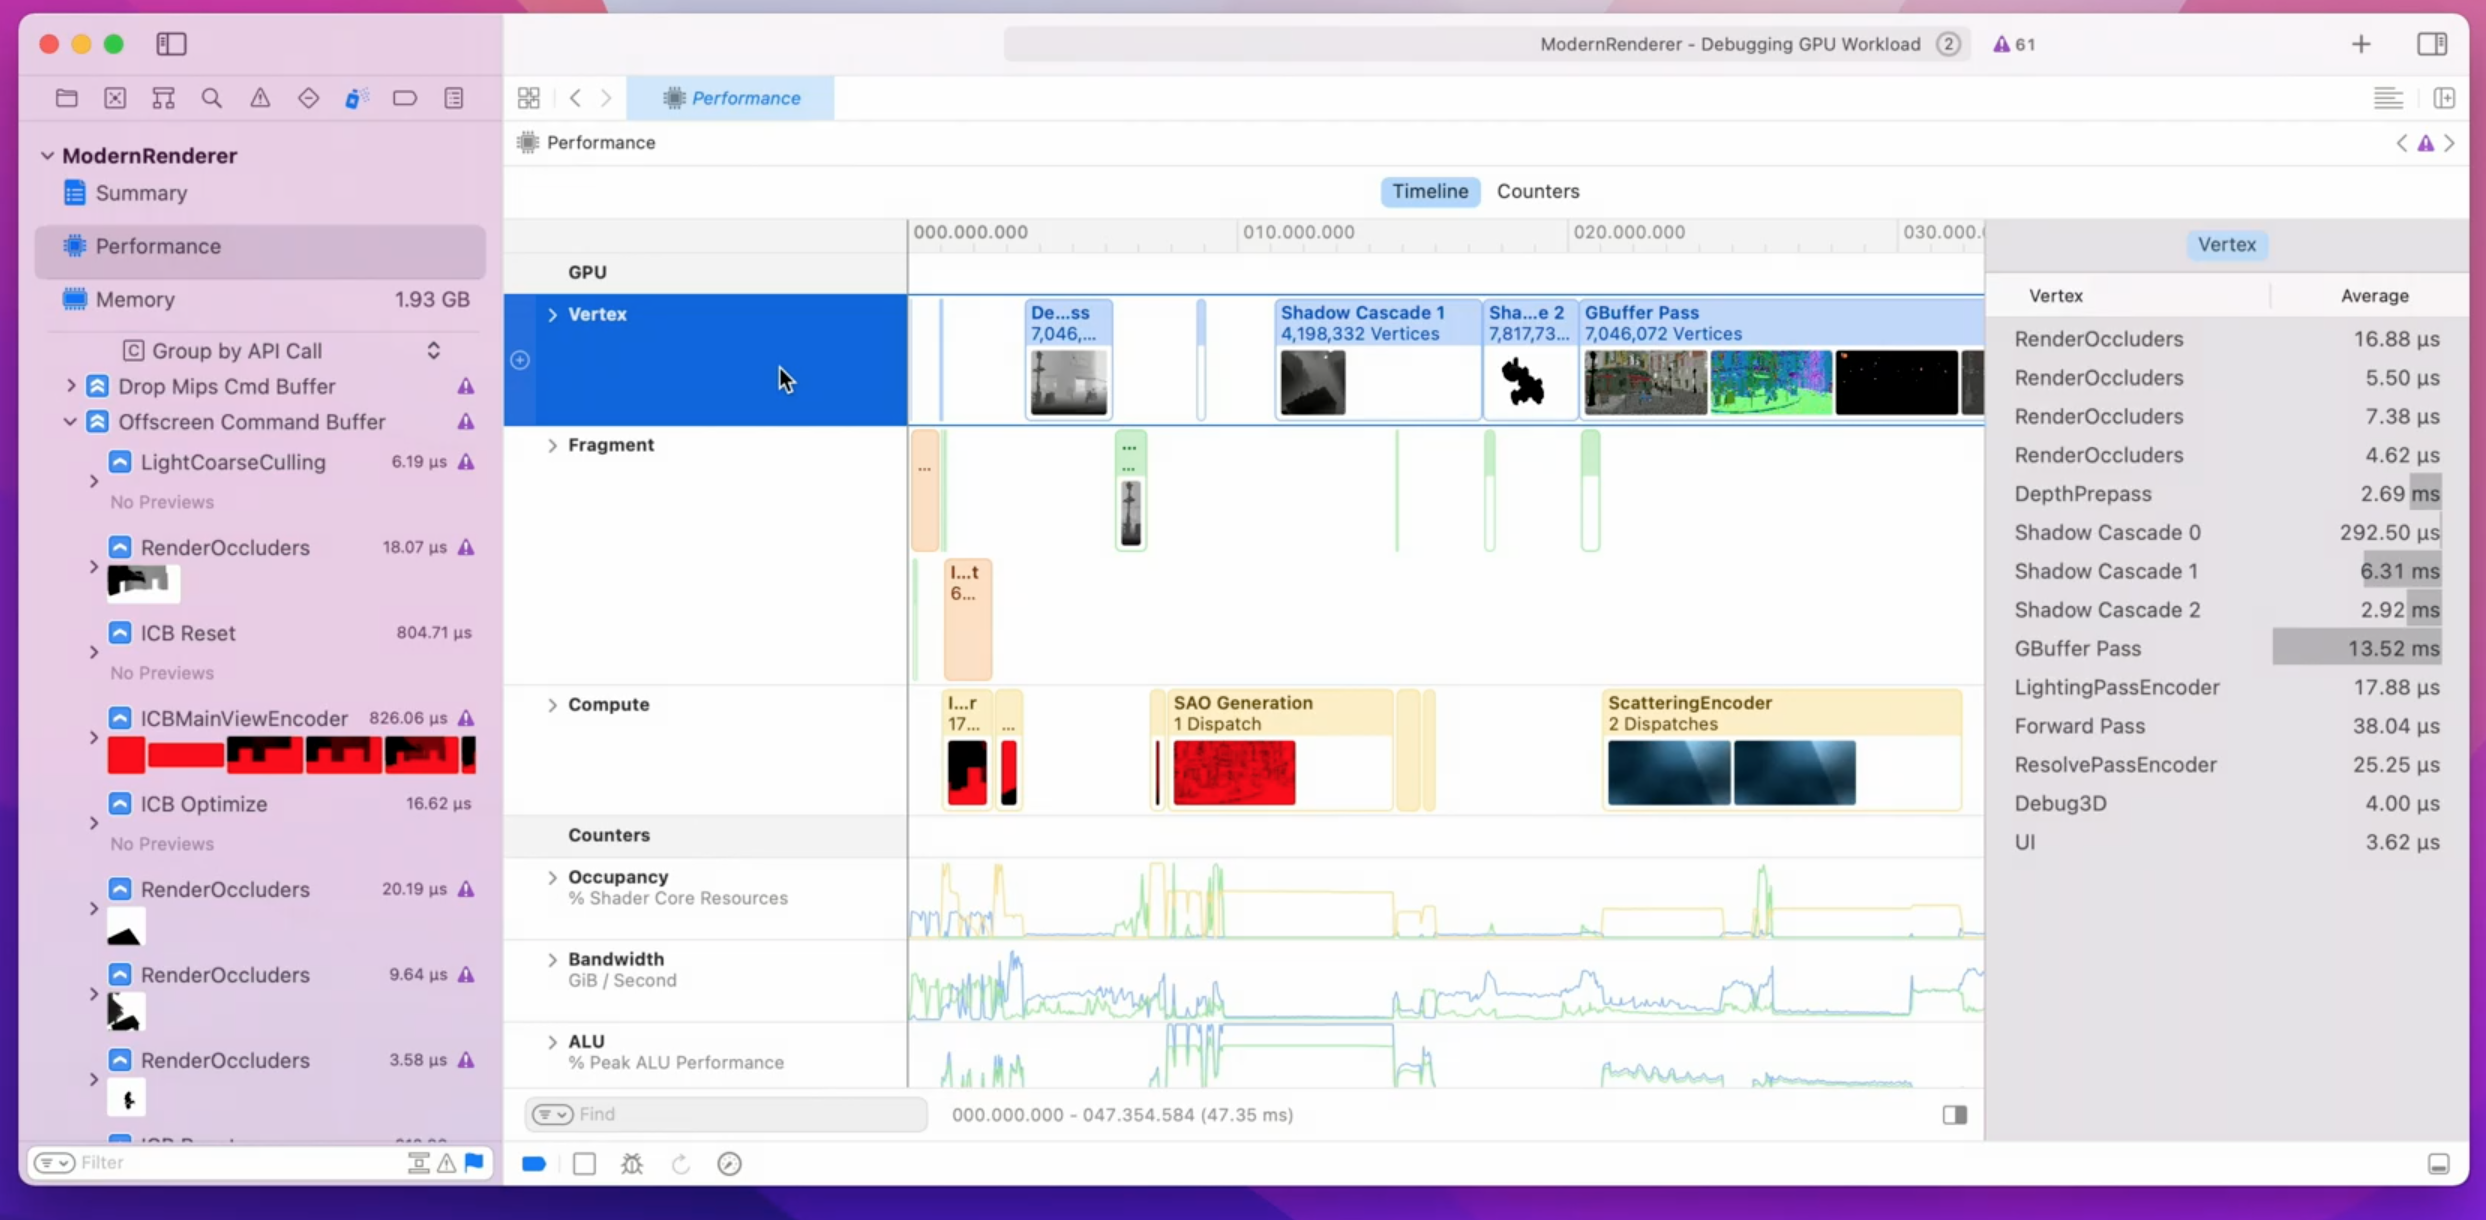 ModernRenderer - Debugging GPU Workload 2 61
Performance
Performance
Timeline Counters
ModernRenderer
Summary
Performance
Memory 1.93 GB
C Group by API Call
Drop Mips Cmd Buffer
Offscreen Command Buffer
LightCoarseCulling 6.19 µs
No Previews
RenderOccluders 18.07 µs
ICB Reset 804.71 µs
No Previews
ICBMainViewEncoder 826.06 µs
ICB Optimize 16.62 µs
No Previews
RenderOccluders 20.19 µs
RenderOccluders 9.64 µs
RenderOccluders 3.58 µs
Filter
000.000.000 010.000.000 020.000.000 030.000.
GPU
Vertex
De...ss
7,046,...
Shadow Cascade 1
4,198,332 Vertices
Sha...e 2
7,817,73...
GBuffer Pass
7,046,072 Vertices
Fragment
...
...
...
I...t
6...
Compute
I...r
17...
...
SAO Generation
1 Dispatch
ScatteringEncoder
2 Dispatches
Counters
Occupancy
% Shader Core Resources
Bandwidth
GiB / Second
ALU
% Peak ALU Performance
Find
000.000.000 - 047.354.584 (47.35 ms)
Vertex
Vertex Average
RenderOccluders 16.88 µs
RenderOccluders 5.50 µs
RenderOccluders 7.38 µs
RenderOccluders 4.62 µs
DepthPrepass 2.69 ms
Shadow Cascade 0 292.50 µs
Shadow Cascade 1 6.31 ms
Shadow Cascade 2 2.92 ms
GBuffer Pass 13.52 ms
LightingPassEncoder 17.88 µs
Forward Pass 38.04 µs
ResolvePassEncoder 25.25 µs
Debug3D 4.00 µs
UI 3.62 µs